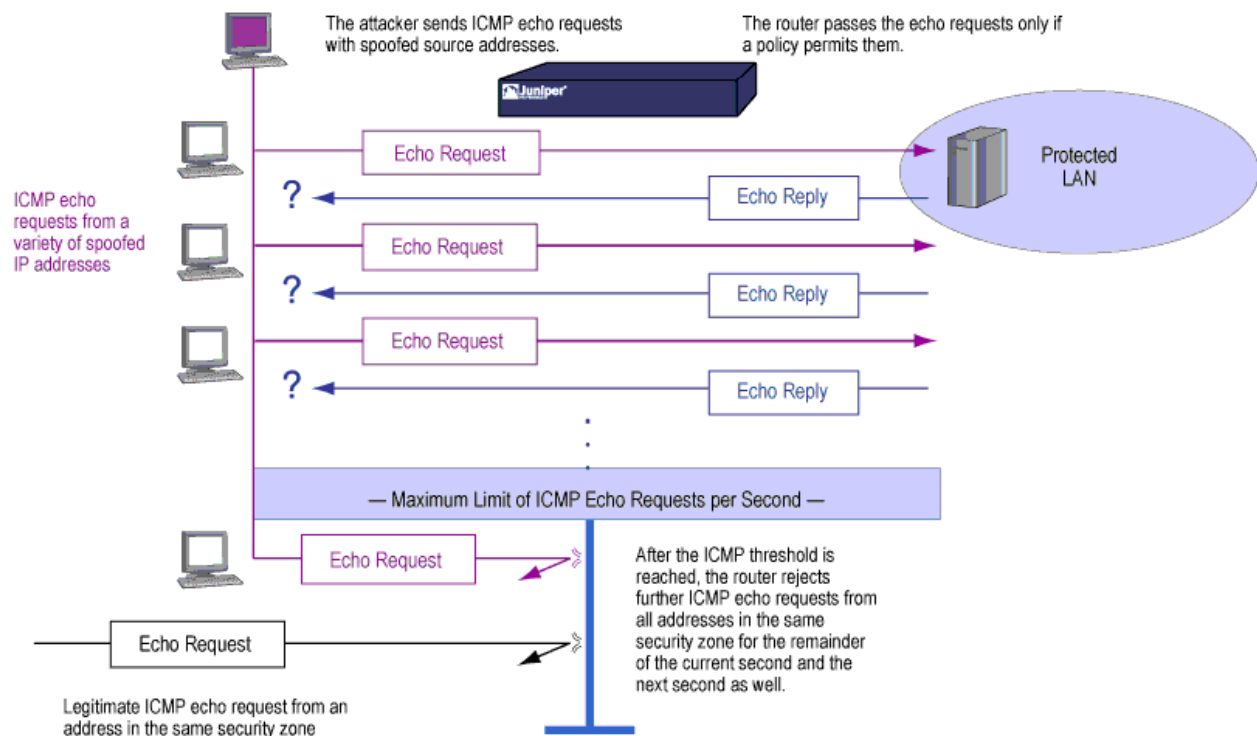 The attacker sends ICMP echo requests
with spoofed source addresses.
The router passes the echo requests only if
a policy permits them.
Juniper
Echo Request
Protected
LAN
ICMP echo
requests from a
variety of spoofed
IP addresses
?
Echo Reply
Echo Request
?
Echo Reply
Echo Request
?
Echo Reply
— Maximum Limit of ICMP Echo Requests per Second —
Echo Request
After the ICMP threshold is
reached, the router rejects
further ICMP echo requests from
all addresses in the same
security zone for the remainder
of the current second and the
next second as well.
Echo Request
Legitimate ICMP echo request from an
address in the same security zone